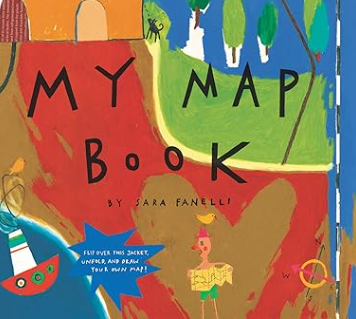 MY MAP
BOOK
BY SARA FANELLI
FLIP OVER THIS JACKET,
UNFOLD, AND DRAW
YOUR OWN MAP!
N
W